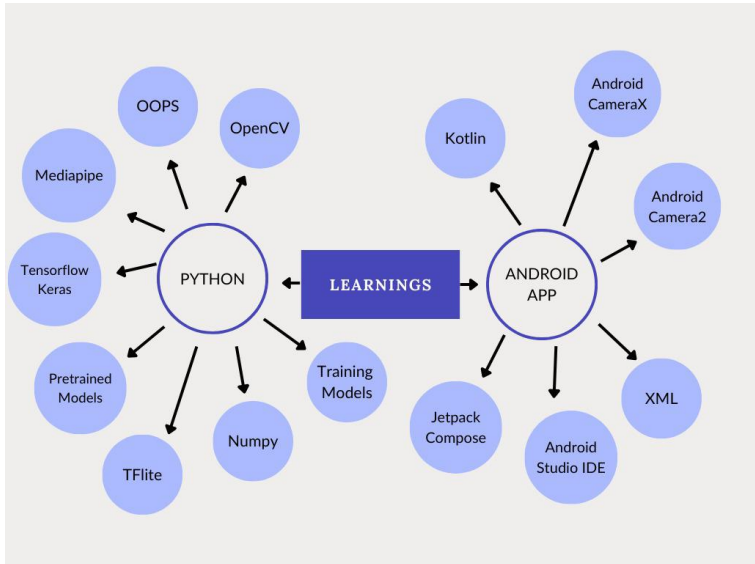 OOPS
OpenCV
Mediapipe
Tensorflow
Keras
PYTHON
Pretrained
Models
TFlite
Numpy
Training
Models
LEARNINGS
Kotlin
Android
CameraX
Android
Camera2
ANDROID
APP
XML
Android
Studio IDE
Jetpack
Compose